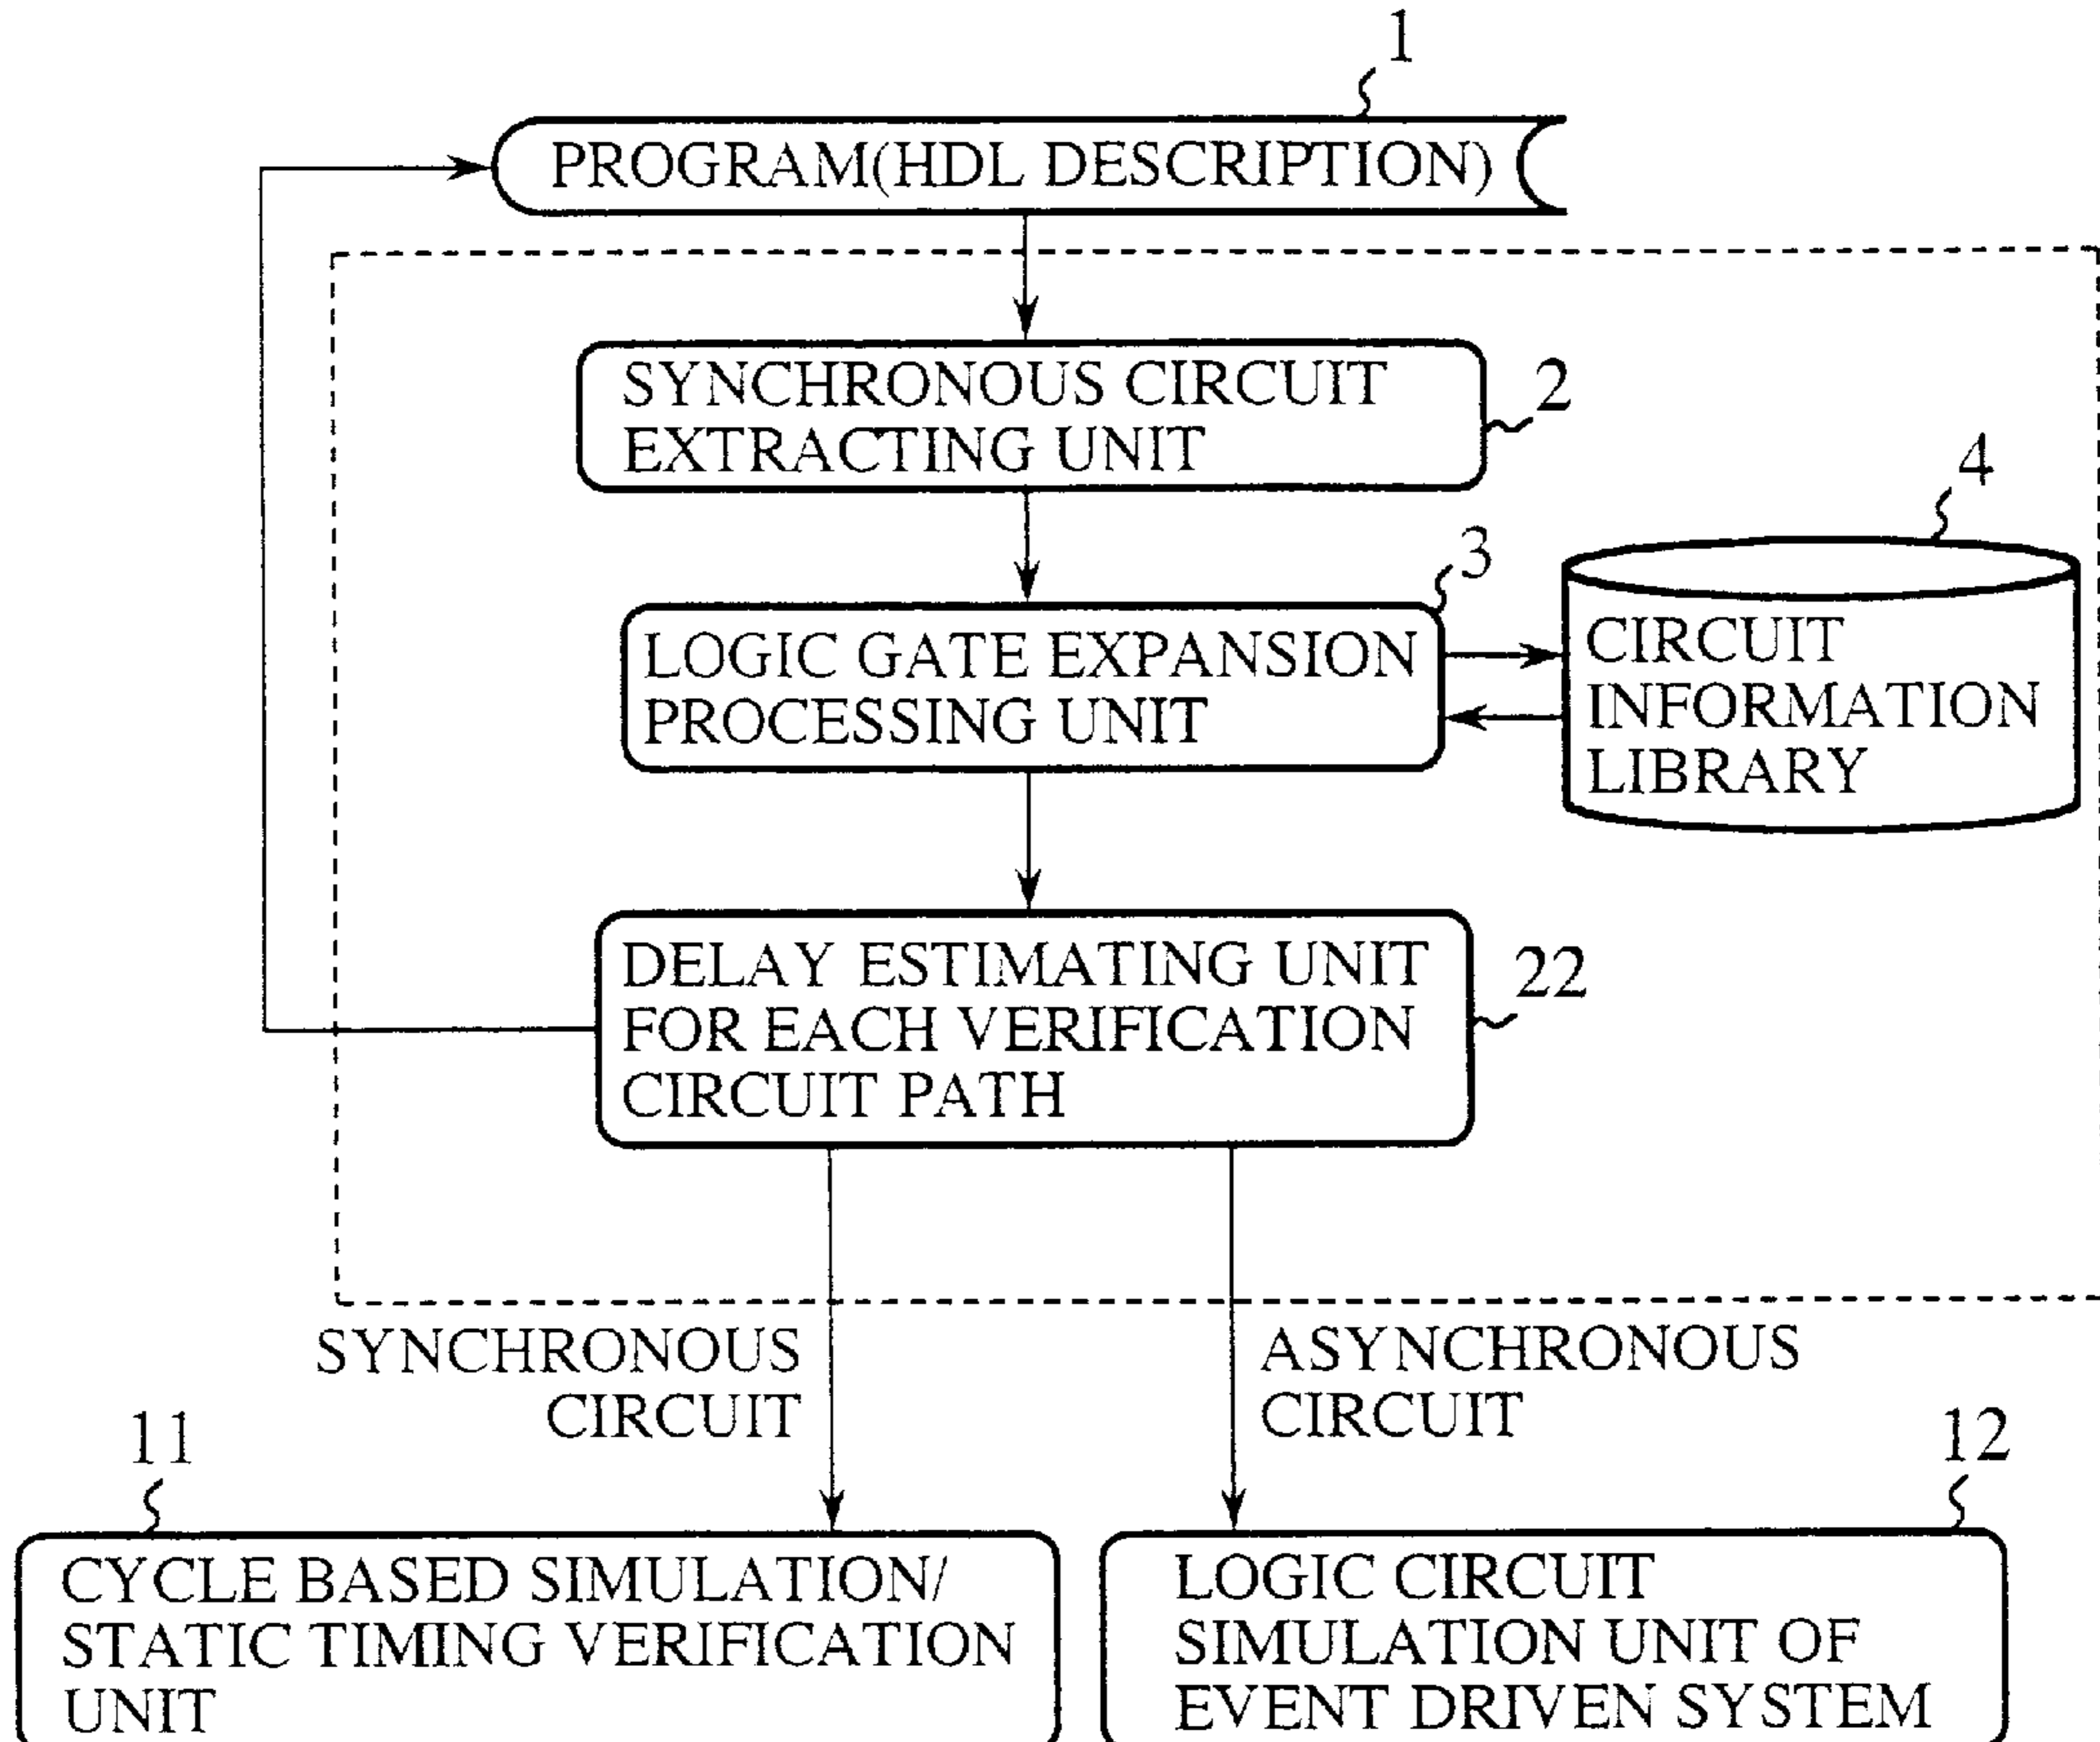 1
PROGRAM(HDL DESCRIPTION)
SYNCHRONOUS CIRCUIT
EXTRACTING UNIT
2
3
LOGIC GATE EXPANSION
PROCESSING UNIT
4
CIRCUIT
INFORMATION
LIBRARY
DELAY ESTIMATING UNIT
FOR EACH VERIFICATION
CIRCUIT PATH
22
SYNCHRONOUS
CIRCUIT
ASYNCHRONOUS
CIRCUIT
11
CYCLE BASED SIMULATION/
STATIC TIMING VERIFICATION
UNIT
12
LOGIC CIRCUIT
SIMULATION UNIT OF
EVENT DRIVEN SYSTEM